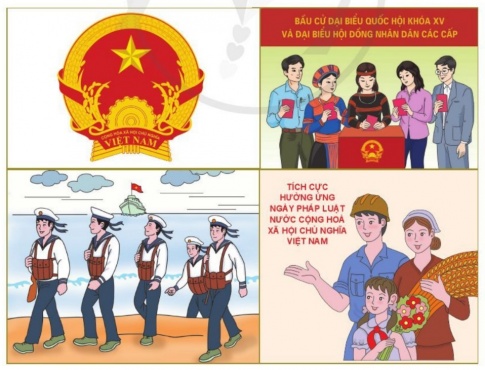 CỘNG HÒA XÃ HỘI CHỦ NGHĨA
VIỆT NAM
BẦU CỬ ĐẠI BIỂU QUỐC HỘI KHÓA XV
VÀ ĐẠI BIỂU HỘI ĐỒNG NHÂN DÂN CÁC CẤP
TÍCH CỰC
HƯỞNG ỨNG
NGÀY PHÁP LUẬT
NƯỚC CỘNG HOÀ
XÃ HỘI CHỦ NGHĨA
VIỆT NAM